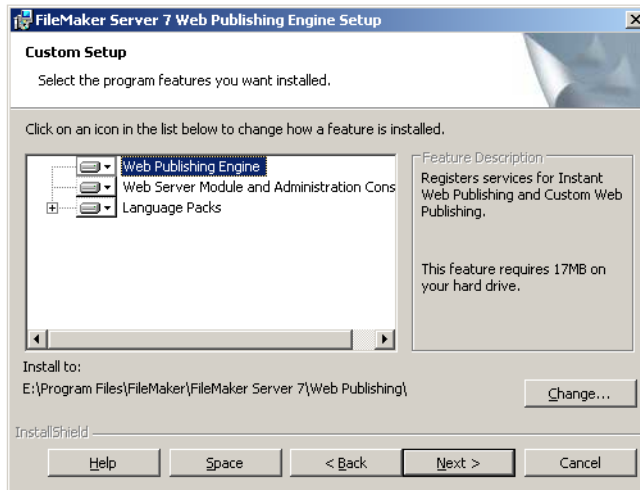 FileMaker Server 7 Web Publishing Engine Setup
Custom Setup
Select the program features you want installed.
Click on an icon in the list below to change how a feature is installed.
Web Publishing Engine
Web Server Module and Administration Cons
Language Packs
Feature Description
Registers services for Instant
Web Publishing and Custom Web
Publishing.
This feature requires 17MB on
your hard drive.
Install to:
E:\Program Files\FileMaker\FileMaker Server 7\Web Publishing\
Change...
InstallShield
Help
Space
< Back
Next >
Cancel